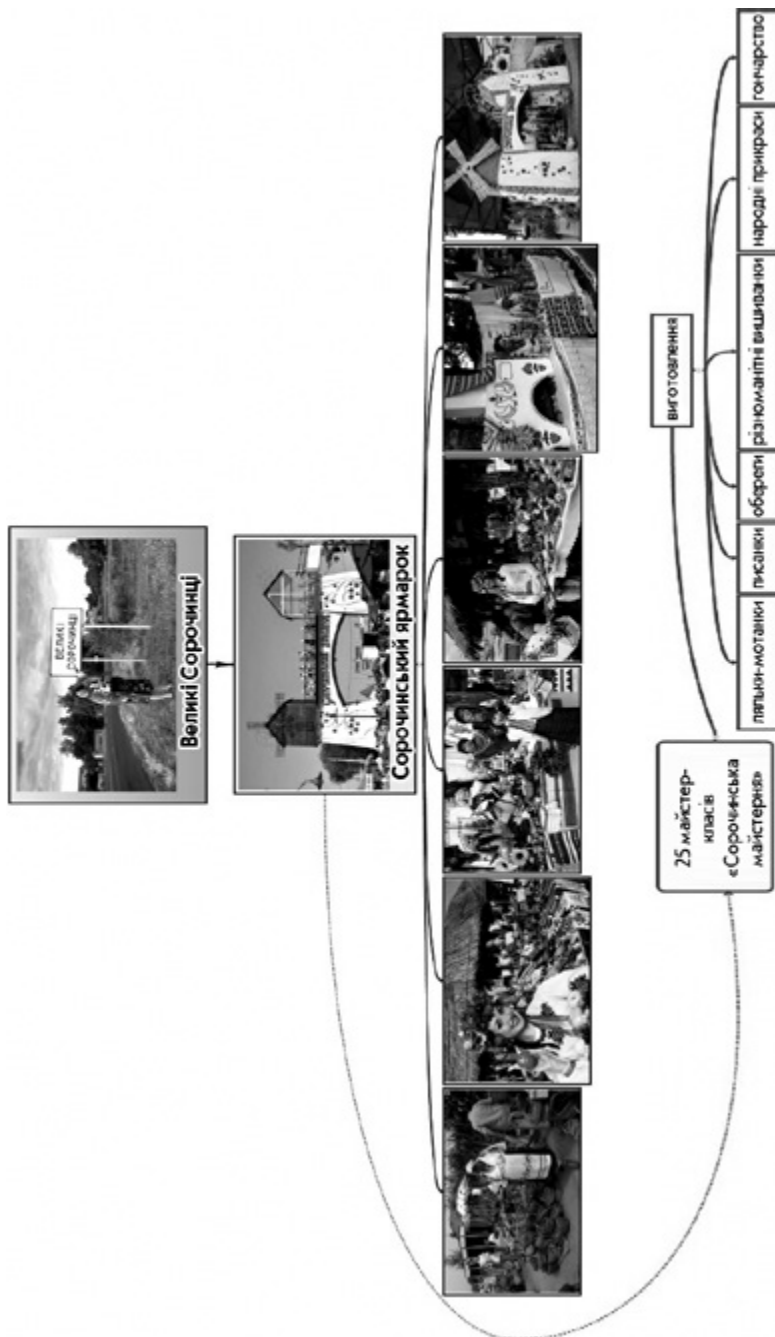 ВЕЛИКІ
СОРОЧИНЦІ
Великі Сорочинці
Сорочинський ярмарок
25 майстер-
класів
«Сорочинська
майстерня»
виготовлення
ляльки-мотанки
писанки
обереги
різноманітні вишиванки
народні прикраси
гончарство